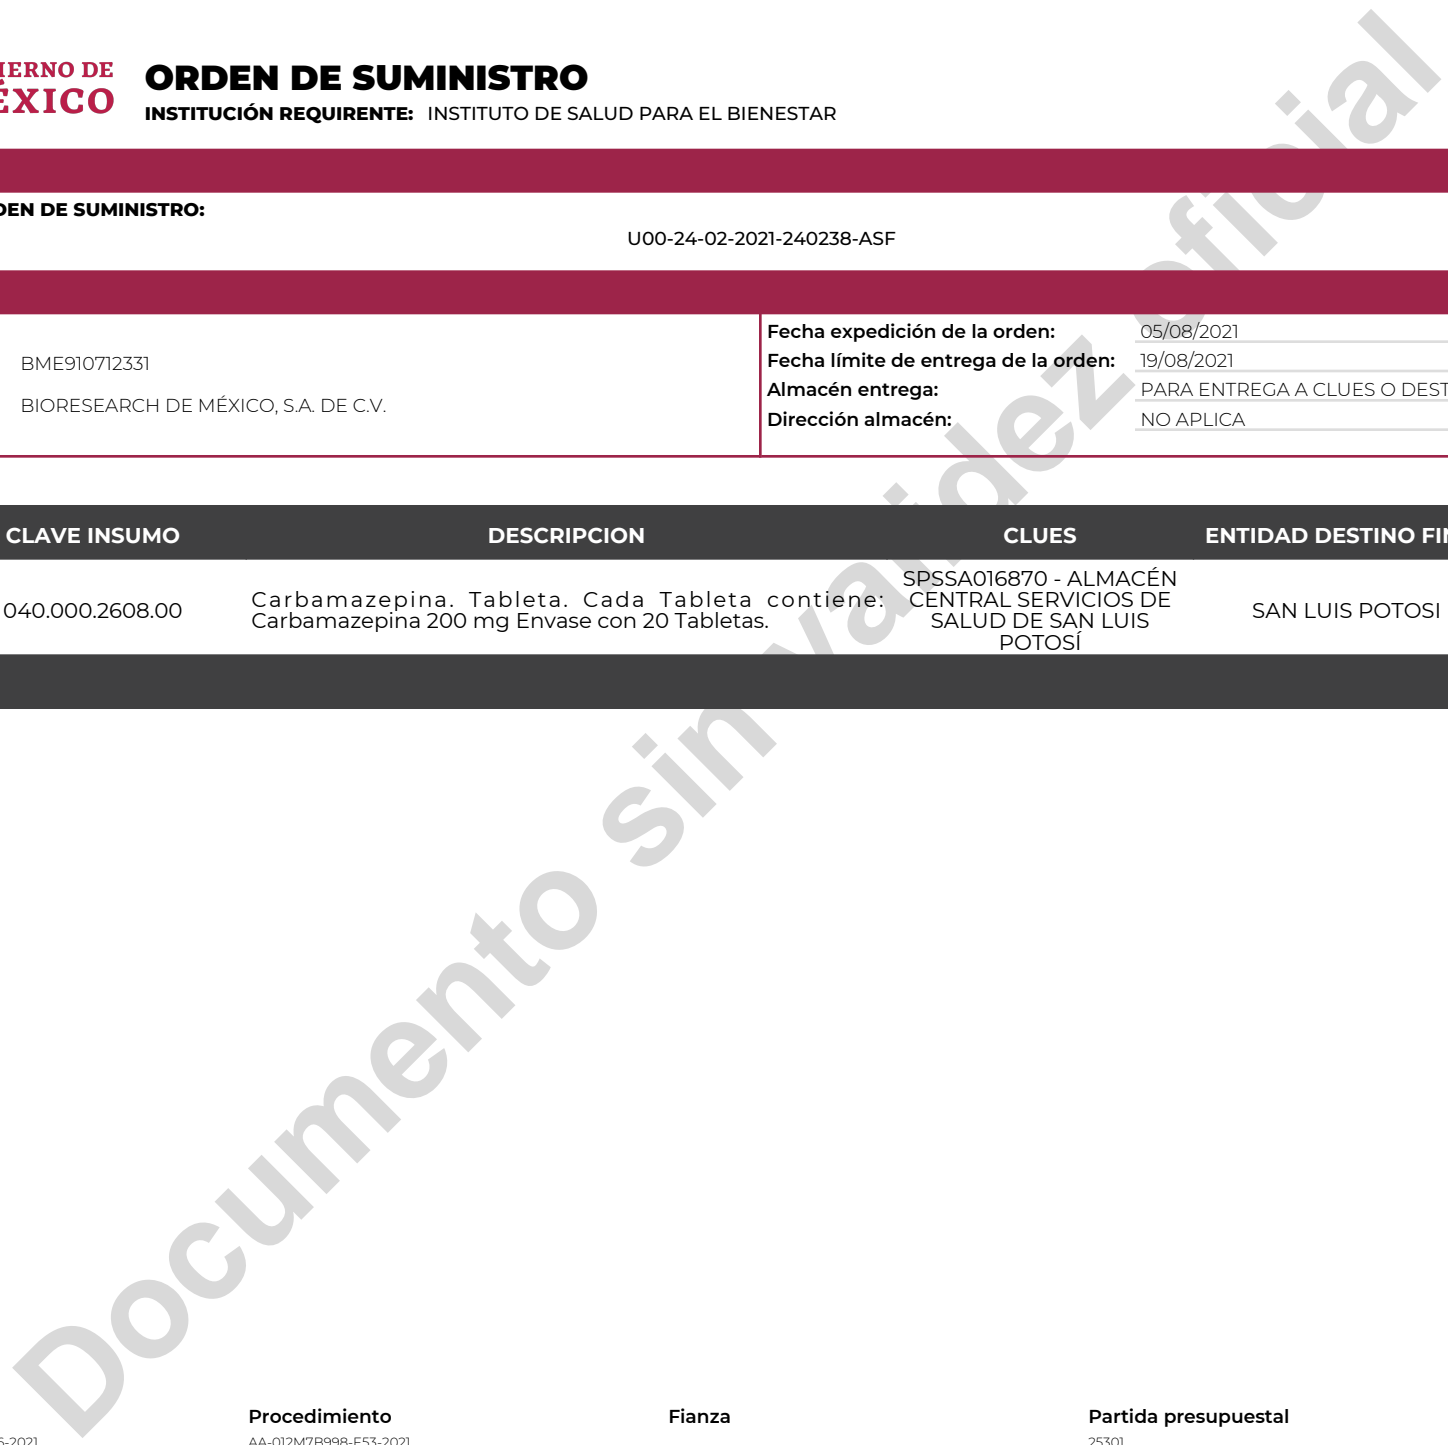 ORDEN DE SUMINISTRO
INSTITUCIÓN REQUIRENTE: INSTITUTO DE SALUD PARA EL BIENESTAR
DE
DE SUMINISTRO:
U00-24-02-2021-240238-ASF
BME910712331
BIORESEARCH DE MÉXICO, S.A. DE C.V.
Fecha expedición de la orden: 05/08/2021
Fecha límite de entrega de la orden: 19/08/2021
Almacén entrega: PARA ENTREGA A CLUES O
Dirección almacén: NO APLICA
CLAVE INSUMO DESCRIPCION CLUES ENTIDAD DESTINO
040.000.2608.00
Carbamazepina. Tableta. Cada Tableta contiene:
Carbamazepina 200 mg Envase con 20 Tabletas.
SPSSA016870 - ALMACÉN
CENTRAL SERVICIOS DE
SALUD DE SAN LUIS
POTOSÍ
SAN LUIS POTOSI
Documento sin validez oficial
Procedimiento Fianza Partida presupuestal